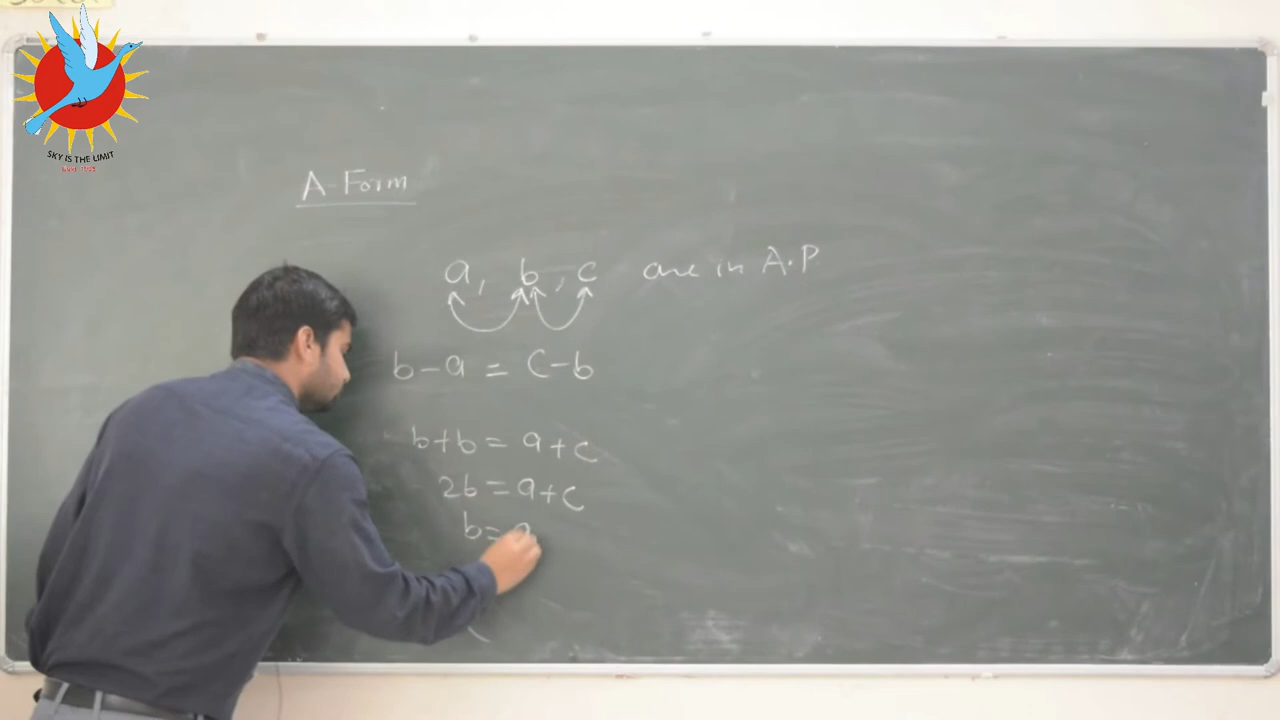 SKY IS THE LIMIT
A-Form
a, b, c are in A.P
b-a = c-b
b+b = a+c
2b = a+c
b = a